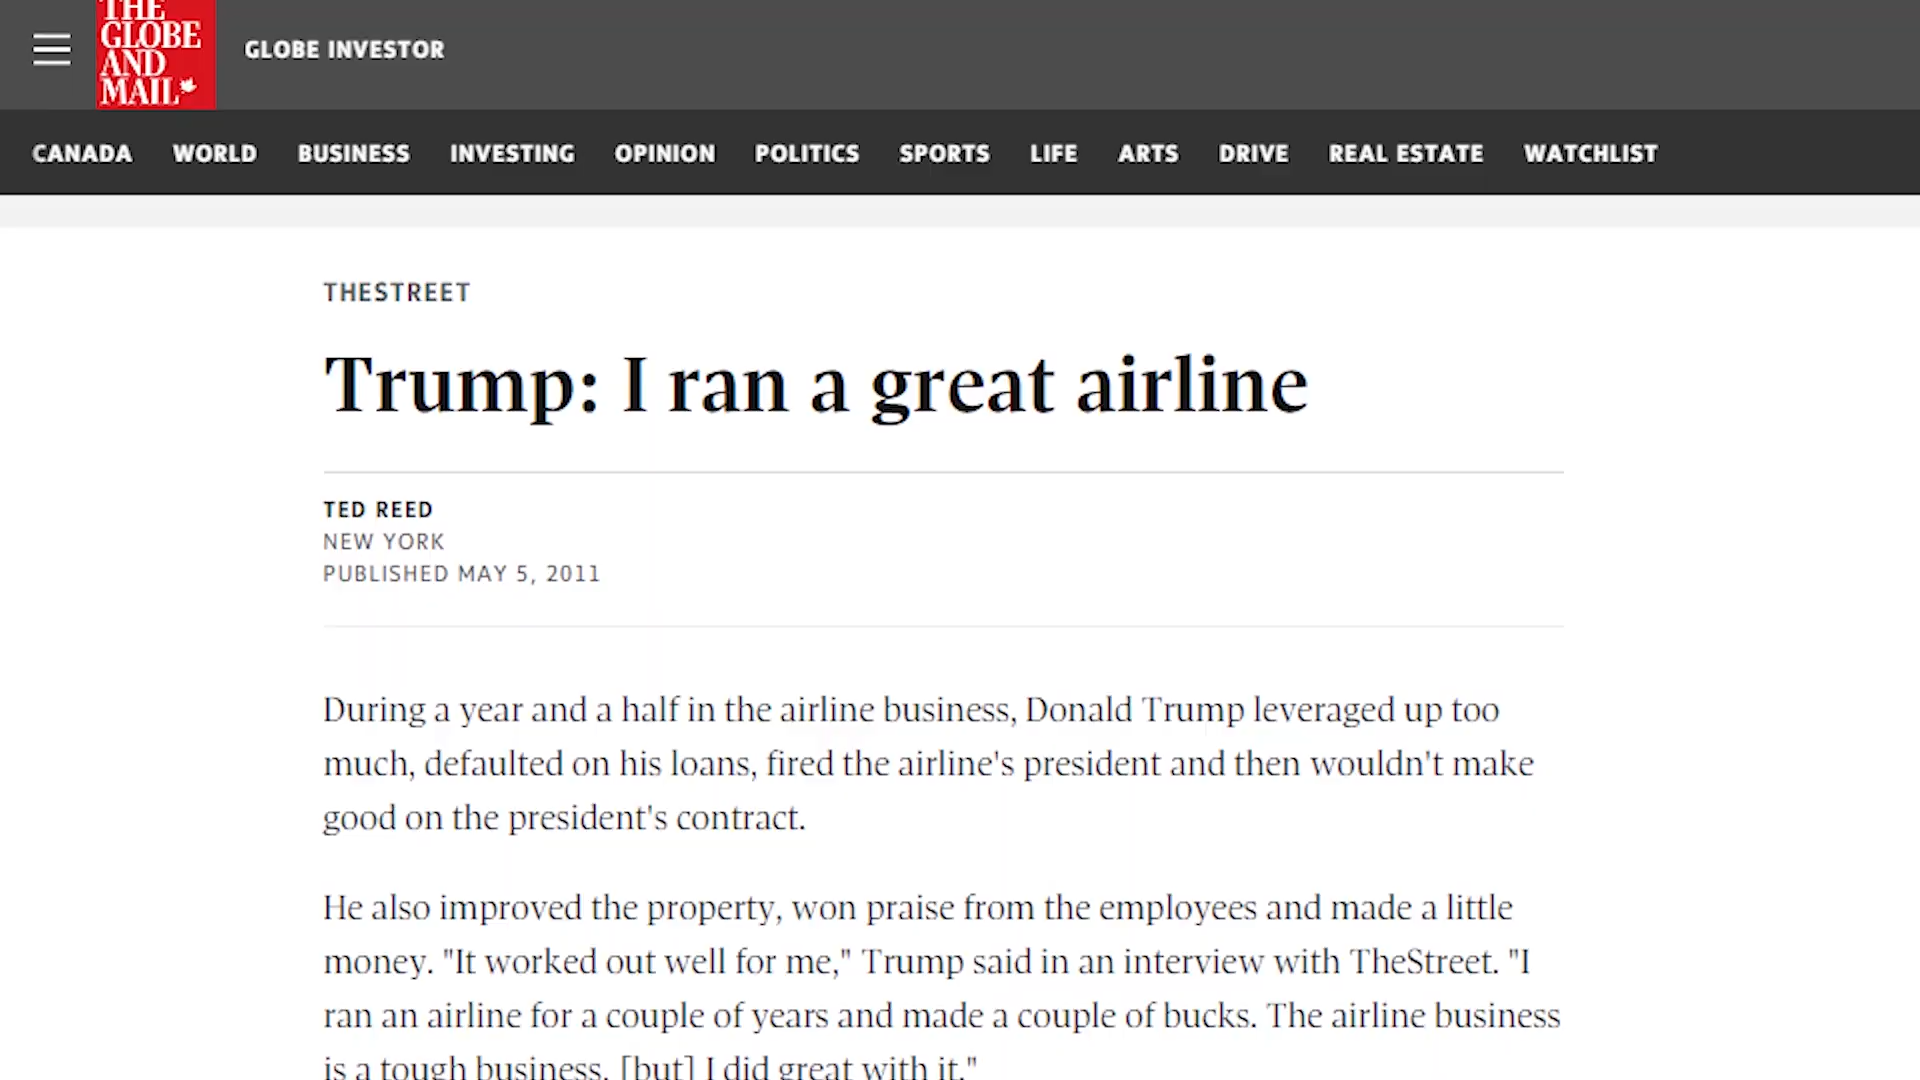 THE
GLOBE
AND
MAIL
GLOBE INVESTOR
CANADA WORLD BUSINESS INVESTING OPINION POLITICS SPORTS LIFE ARTS DRIVE REAL ESTATE WATCHLIST
THESTREET
Trump: I ran a great airline
TED REED
NEW YORK
PUBLISHED MAY 5, 2011
During a year and a half in the airline business, Donald Trump leveraged up too
much, defaulted on his loans, fired the airline's president and then wouldn't make
good on the president's contract.
He also improved the property, won praise from the employees and made a little
money. "It worked out well for me," Trump said in an interview with TheStreet. "I
ran an airline for a couple of years and made a couple of bucks. The airline business
is a tough business, [but] I did great with it."